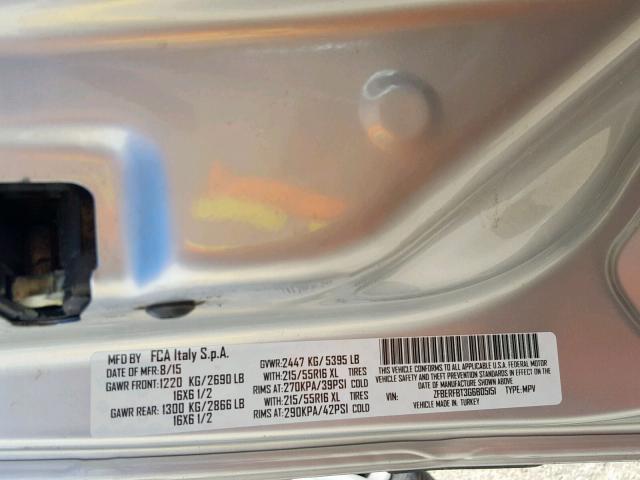 MFD BY FCA Italy S.p.A.
DATE OF MFD: 8/15 GVWR: 2447 KG/ 5395 LB
GAWR FRONT: 1220 KG/2690 LB WITH: 215/55R16 XL TIRES
16X6 1/2 RIMS AT: 270KPA/39PSI COLD
GAWR REAR: 1300 KG/2866 LB WITH: 215/55R16 XL TIRES
16X6 1/2 RIMS AT: 290KPA/42PSI COLD
THIS VEHICLE CONFORMS TO ALL APPLICABLE U.S.A. FEDERAL MOTOR
VEHICLE SAFETY STANDARDS IN EFFECT ON THE DATE OF MANUFACTURE SHOWN ABOVE
VIN: ZFBERFBT3G6B05151 TYPE: MPV
VEHICLE MADE IN: TURKEY